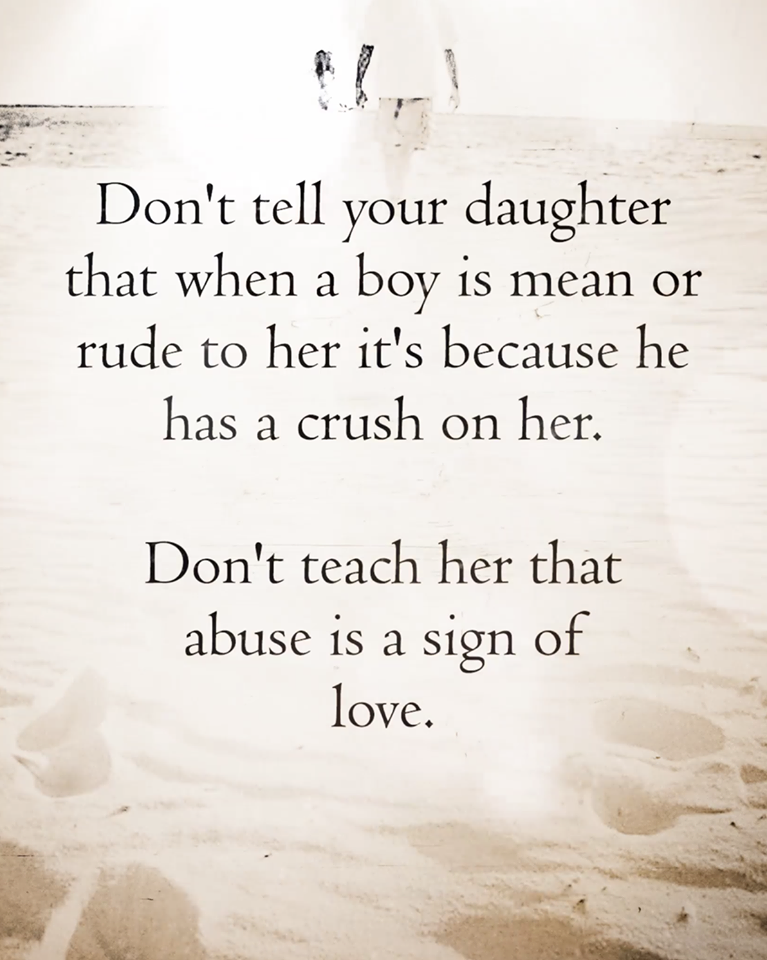 Don't tell your daughter
that when a boy is mean or
rude to her it's because he
has a crush on her.
Don't teach her that
abuse is a sign of
love.